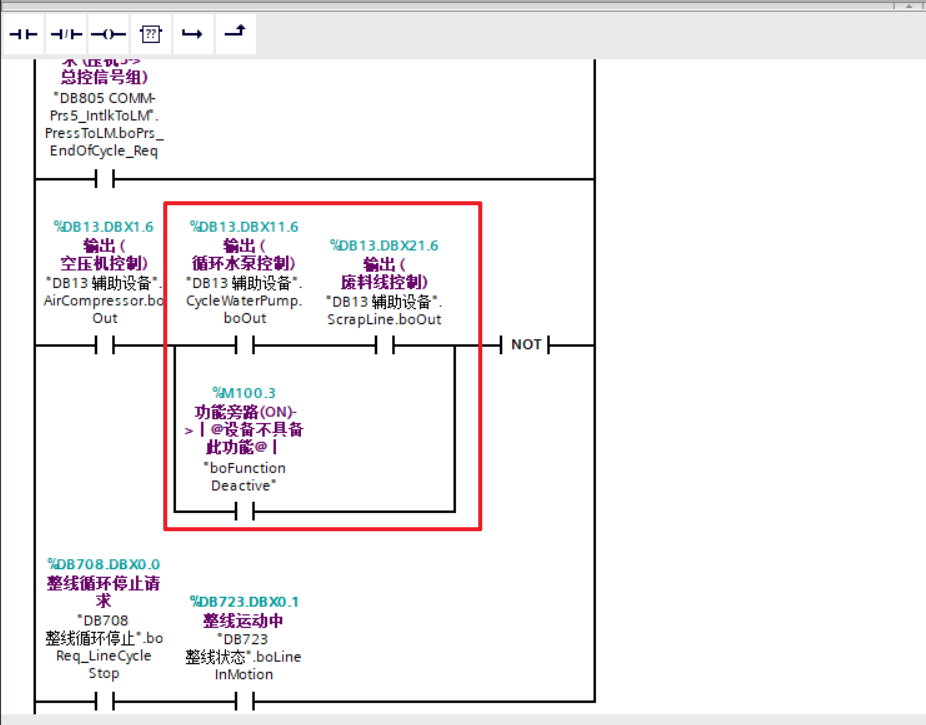 ??
求 (压机5->
总控信号组)
"DB805 COMM-
Prs5_IntlkToLM".
PressToLM.boPrs_
EndOfCycle_Req
%DB13.DBX1.6
输出 (
空压机控制)
"DB13 辅助设备".
AirCompressor.bo
Out
%DB13.DBX11.6
输出 (
循环水泵控制)
"DB13 辅助设备".
CycleWaterPump.
boOut
%DB13.DBX21.6
输出 (
废料线控制)
"DB13 辅助设备".
ScrapLine.boOut
NOT
%M100.3
功能旁路(ON)-
>丨@设备不具备
此功能@丨
"boFunction
Deactive"
%DB708.DBX0.0
整线循环停止请
求
"DB708
整线循环停止".bo
Req_LineCycle
Stop
%DB723.DBX0.1
整线运动中
"DB723
整线状态".boLine
InMotion